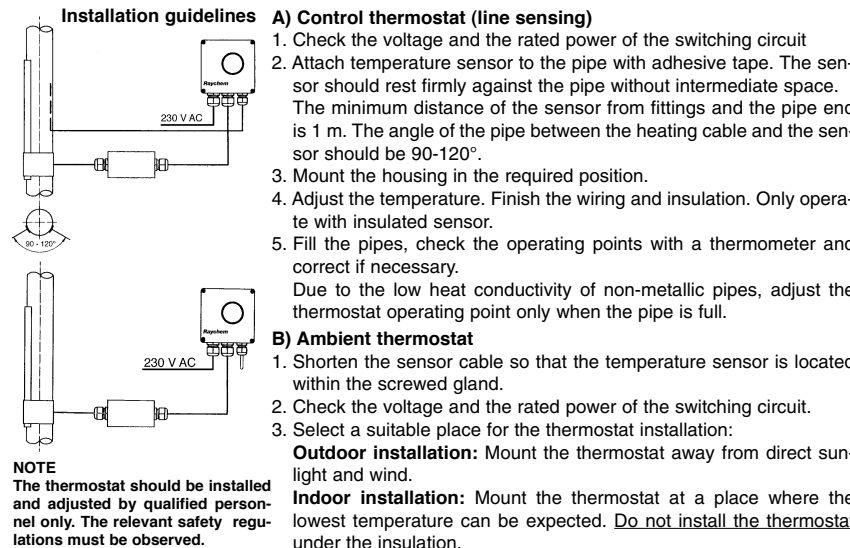 Installation guidelines
Raychem
230 V AC
90 - 120°
Raychem
230 V AC
NOTE
The thermostat should be installed
and adjusted by qualified person-
nel only. The relevant safety regu-
lations must be observed.
A) Control thermostat (line sensing)
1. Check the voltage and the rated power of the switching circuit
2. Attach temperature sensor to the pipe with adhesive tape. The sen-
sor should rest firmly against the pipe without intermediate space.
The minimum distance of the sensor from fittings and the pipe end
is 1 m. The angle of the pipe between the heating cable and the sen-
sor should be 90-120°.
3. Mount the housing in the required position.
4. Adjust the temperature. Finish the wiring and insulation. Only opera-
te with insulated sensor.
5. Fill the pipes, check the operating points with a thermometer and
correct if necessary.
Due to the low heat conductivity of non-metallic pipes, adjust the
thermostat operating point only when the pipe is full.
B) Ambient thermostat
1. Shorten the sensor cable so that the temperature sensor is located
within the screwed gland.
2. Check the voltage and the rated power of the switching circuit.
3. Select a suitable place for the thermostat installation:
Outdoor installation: Mount the thermostat away from direct sun-
light and wind.
Indoor installation: Mount the thermostat at a place where the
lowest temperature can be expected. Do not install the thermostat
under the insulation.